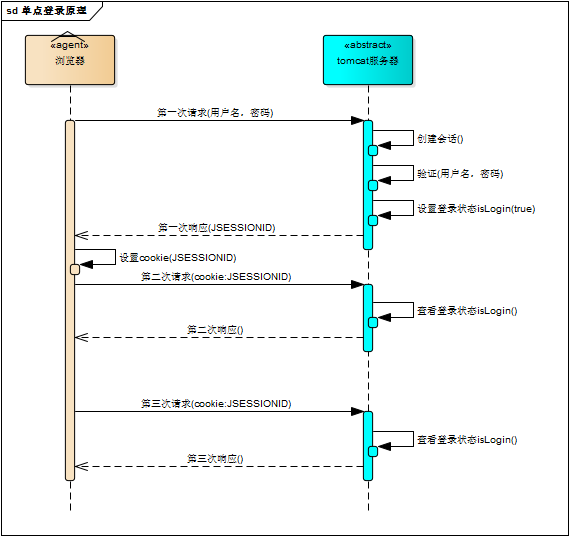 sd 单点登录原理
«agent»
浏览器
«abstract»
tomcat服务器
第一次请求(用户名，密码)
创建会话()
验证(用户名，密码)
设置登录状态isLogin(true)
第一次响应(JSESSIONID)
设置cookie(JSESSIONID)
第二次请求(cookie:JSESSIONID)
查看登录状态isLogin()
第二次响应()
第三次请求(cookie:JSESSIONID)
查看登录状态isLogin()
第三次响应()